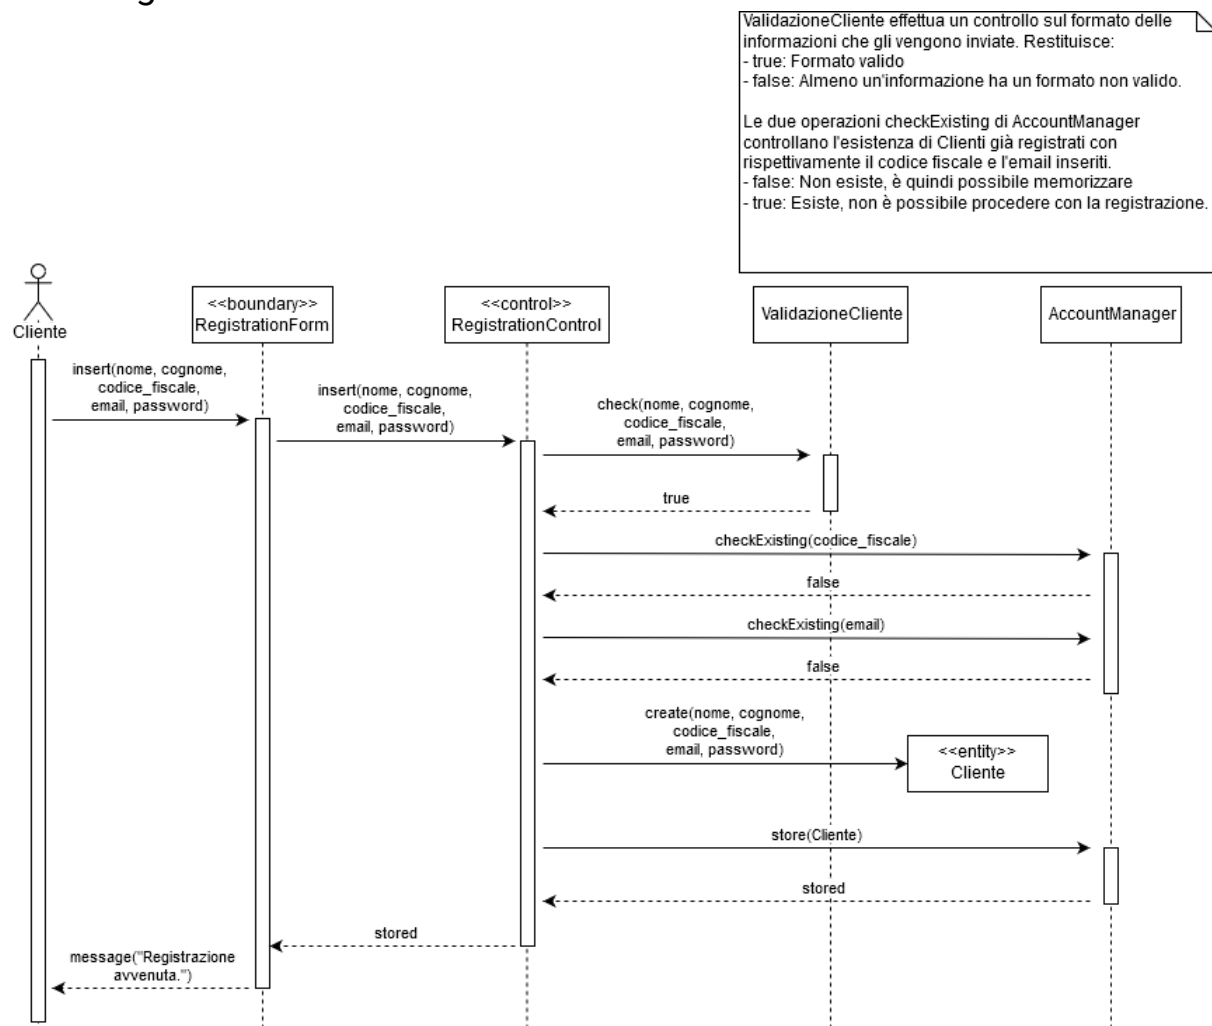 ValidazioneCliente effettua un controllo sul formato delle
informazioni che gli vengono inviate. Restituisce:
- true: Formato valido
- false: Almeno un'informazione ha un formato non valido.
Le due operazioni checkExisting di AccountManager
controllano l'esistenza di Clienti già registrati con
rispettivamente il codice fiscale e l'email inseriti.
- false: Non esiste, è quindi possibile memorizzare
- true: Esiste, non è possibile procedere con la registrazione.
Cliente
<<boundary>>
RegistrationForm
<<control>>
RegistrationControl
ValidazioneCliente
AccountManager
insert(nome, cognome,
codice_fiscale,
email, password)
insert(nome, cognome,
codice_fiscale,
email, password)
check(nome, cognome,
codice_fiscale,
email, password)
true
checkExisting(codice_fiscale)
false
checkExisting(email)
false
create(nome, cognome,
codice_fiscale,
email, password)
<<entity>>
Cliente
store(Cliente)
stored
stored
message("Registrazione
avvenuta.")